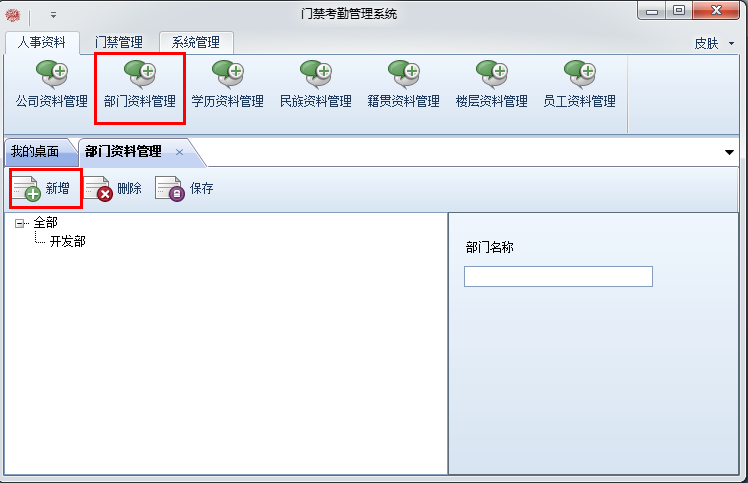 门禁考勤管理系统
人事资料 门禁管理 系统管理 皮肤
公司资料管理 部门资料管理 学历资料管理 民族资料管理 籍贯资料管理 楼层资料管理 员工资料管理
我的桌面 部门资料管理
新增 删除 保存
全部
开发部
部门名称